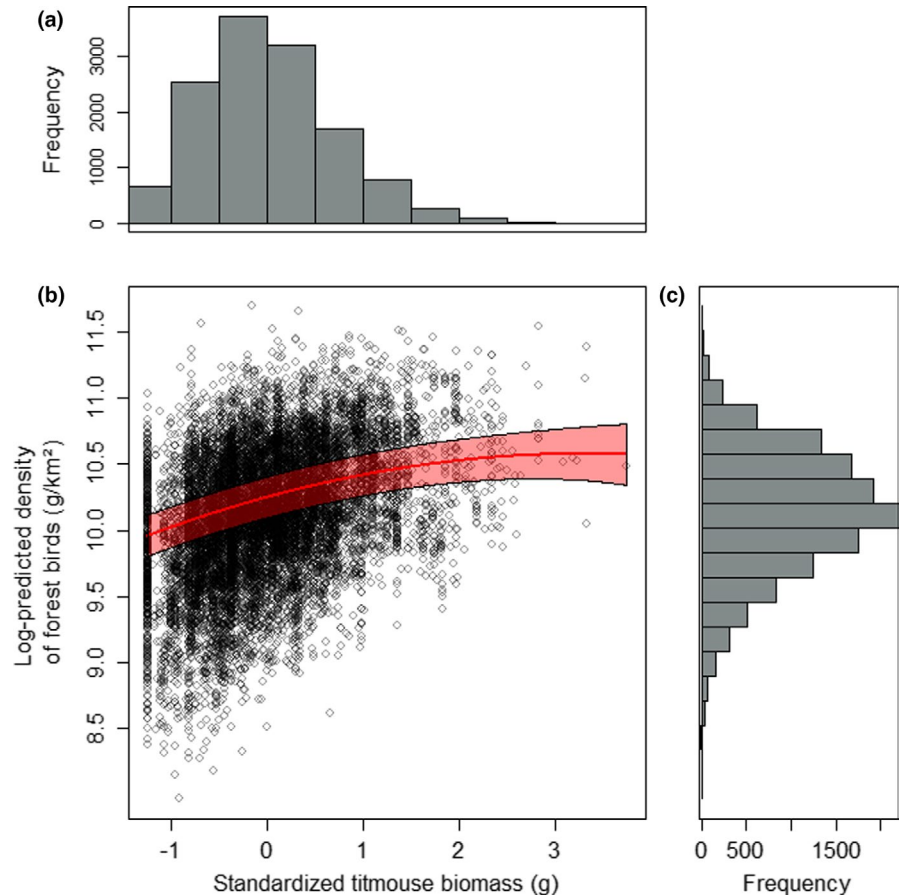 (a)
Frequency
0
1000
2000
3000
(b)
Log-predicted density
of forest birds (g/km²)
8.5
9.0
9.5
10.0
10.5
11.0
11.5
-1
0
1
2
3
Standardized titmouse biomass (g)
(c)
0
500
1500
Frequency